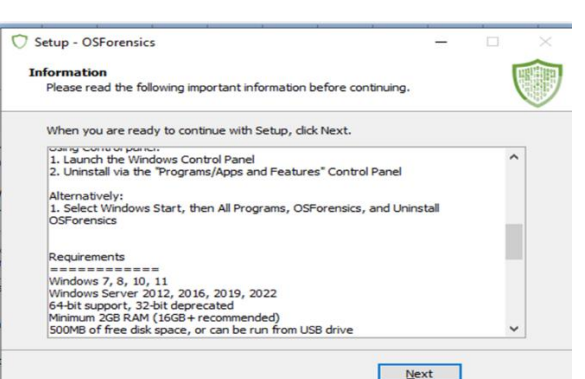 Setup - OSForensics
Information
Please read the following important information before continuing.
When you are ready to continue with Setup, click Next.
Using Control panel:
1. Launch the Windows Control Panel
2. Uninstall via the "Programs/Apps and Features" Control Panel
Alternatively:
1. Select Windows Start, then All Programs, OSForensics, and Uninstall
OSForensics
Requirements
============
Windows 7, 8, 10, 11
Windows Server 2012, 2016, 2019, 2022
64-bit support, 32-bit deprecated
Minimum 2GB RAM (16GB+ recommended)
500MB of free disk space, or can be run from USB drive
Next